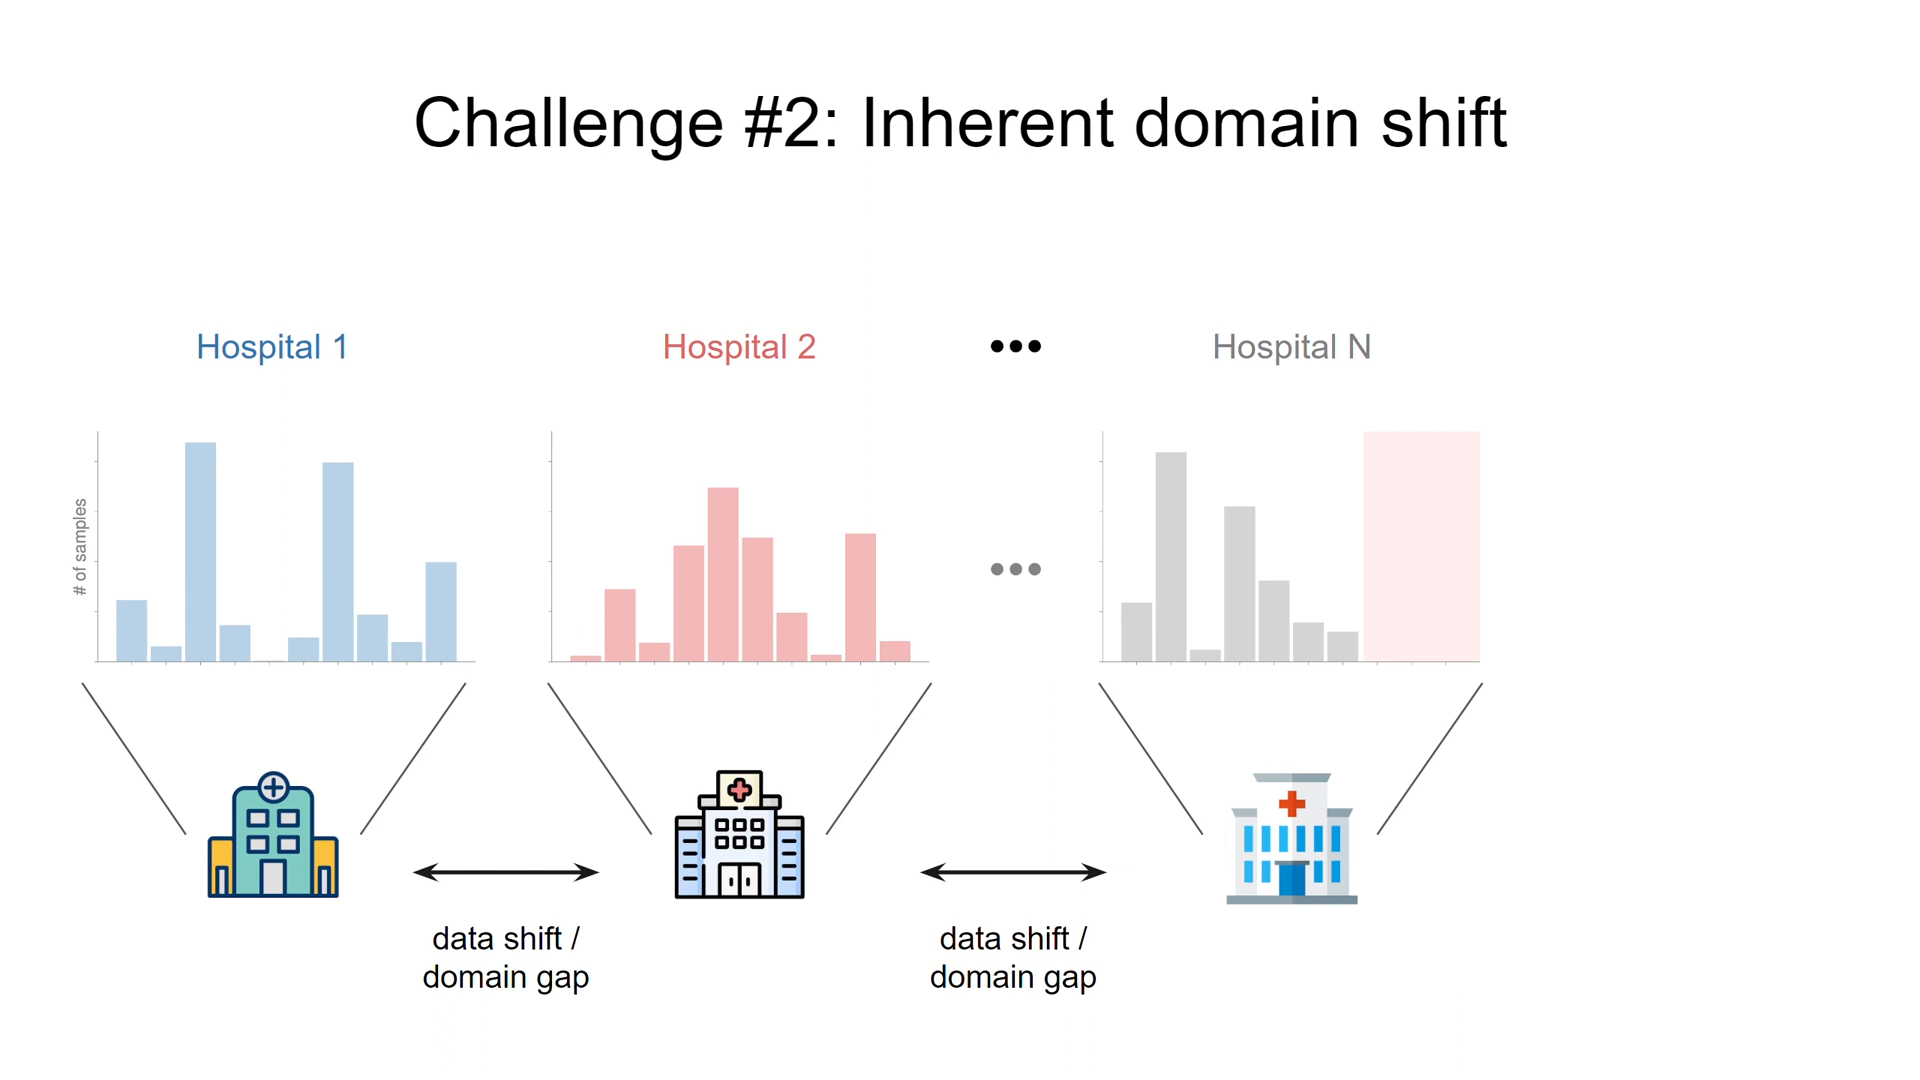 Challenge #2: Inherent domain shift
Hospital 1
Hospital 2
Hospital N
# of samples
data shift /
domain gap
data shift /
domain gap